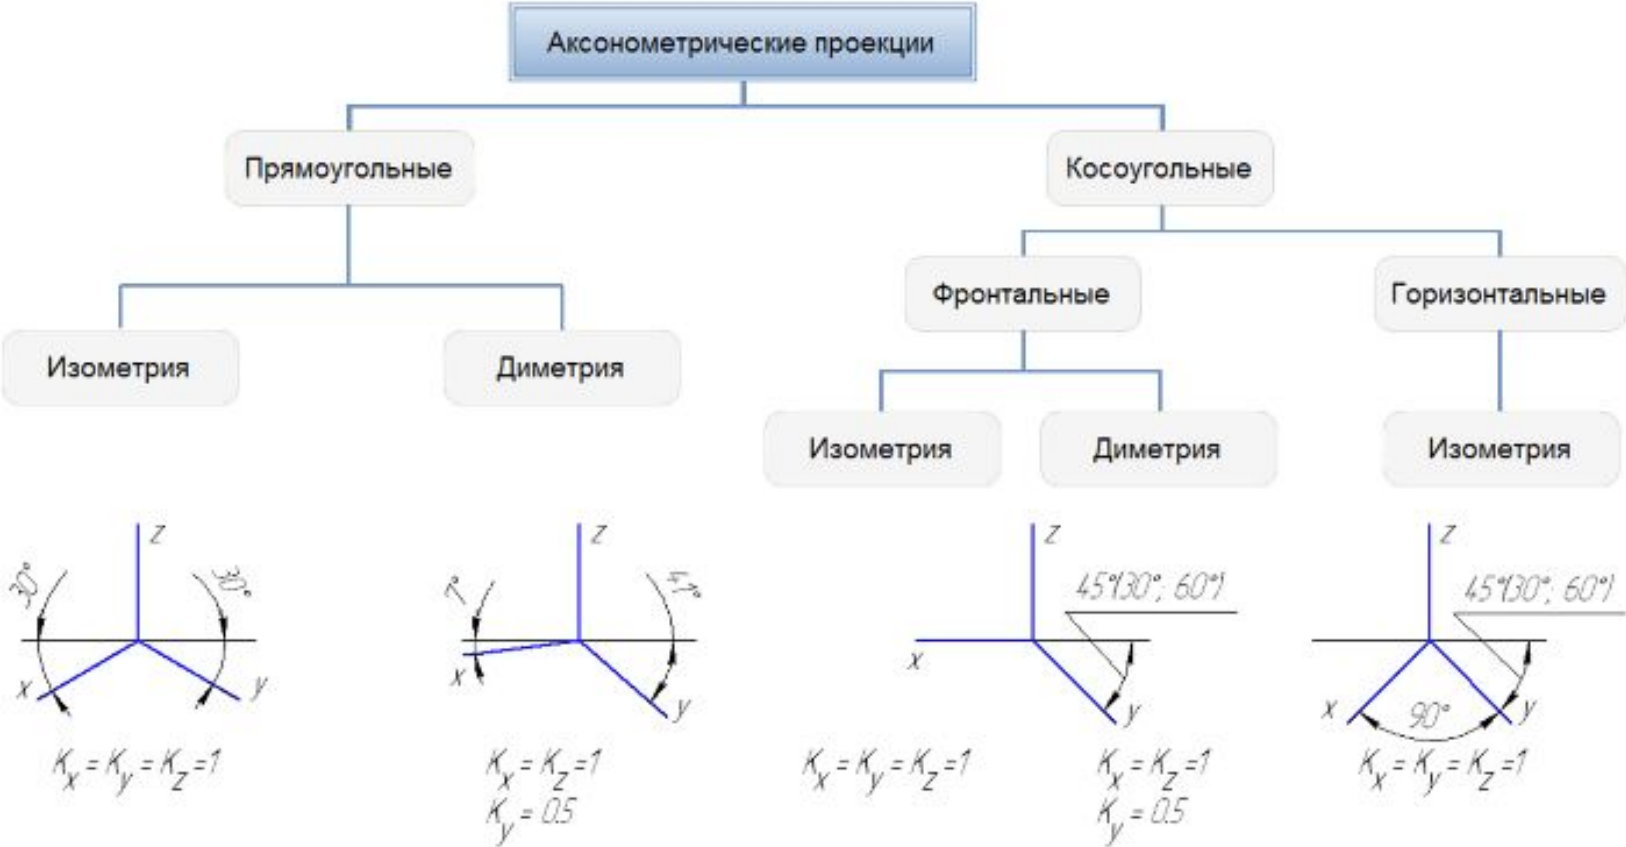 Аксонометрические проекции
Прямоугольные
Косоугольные
Фронтальные
Горизонтальные
Изометрия
Диметрия
Изометрия
Диметрия
Изометрия
z
30°
30°
x
y
Kx = Ky = Kz =1
z
7°
41°
x
y
Kx = Kz =1
Ky = 0.5
z
45°(30°; 60°)
x
y
Kx = Ky = Kz =1
Kx = Kz =1
Ky = 0.5
z
45°(30°; 60°)
x
90°
y
Kx = Ky = Kz =1